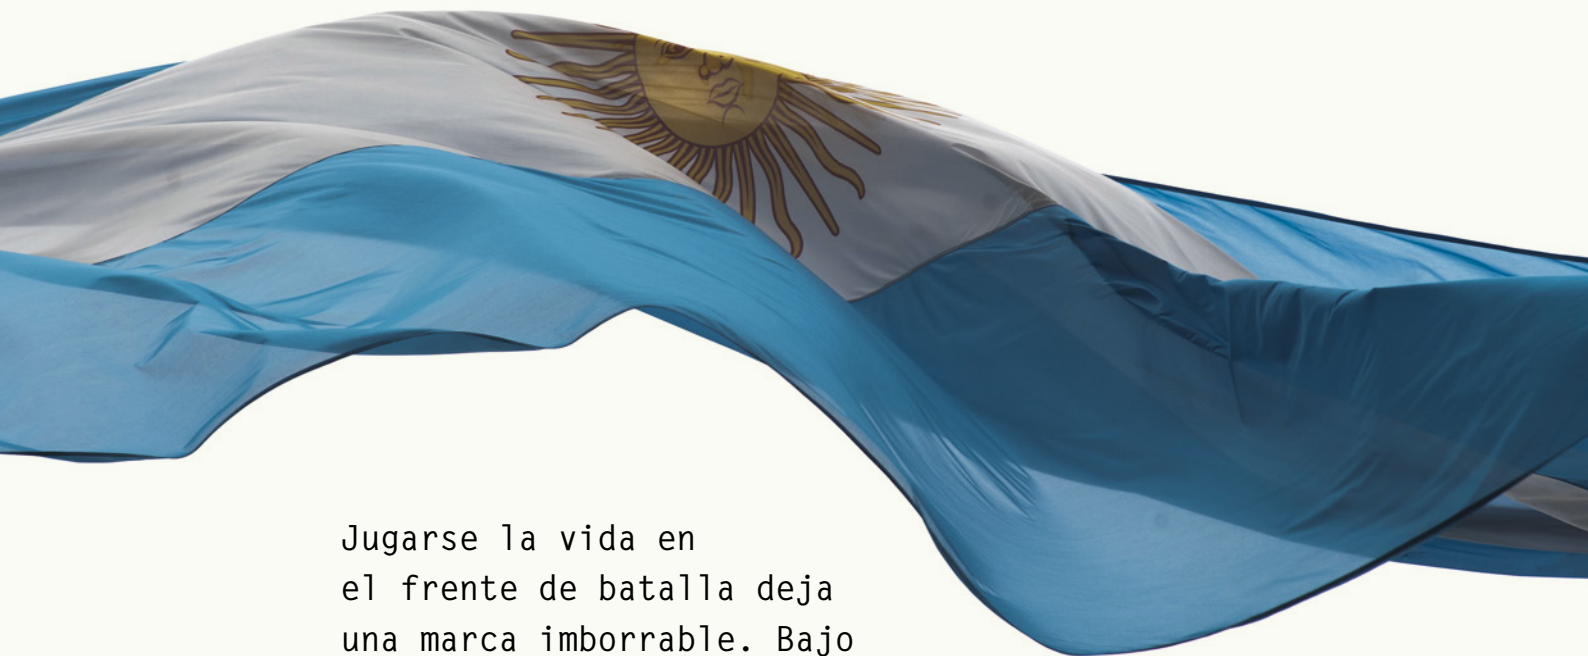 Jugarse la vida en
el frente de batalla deja
una marca imborrable. Bajo